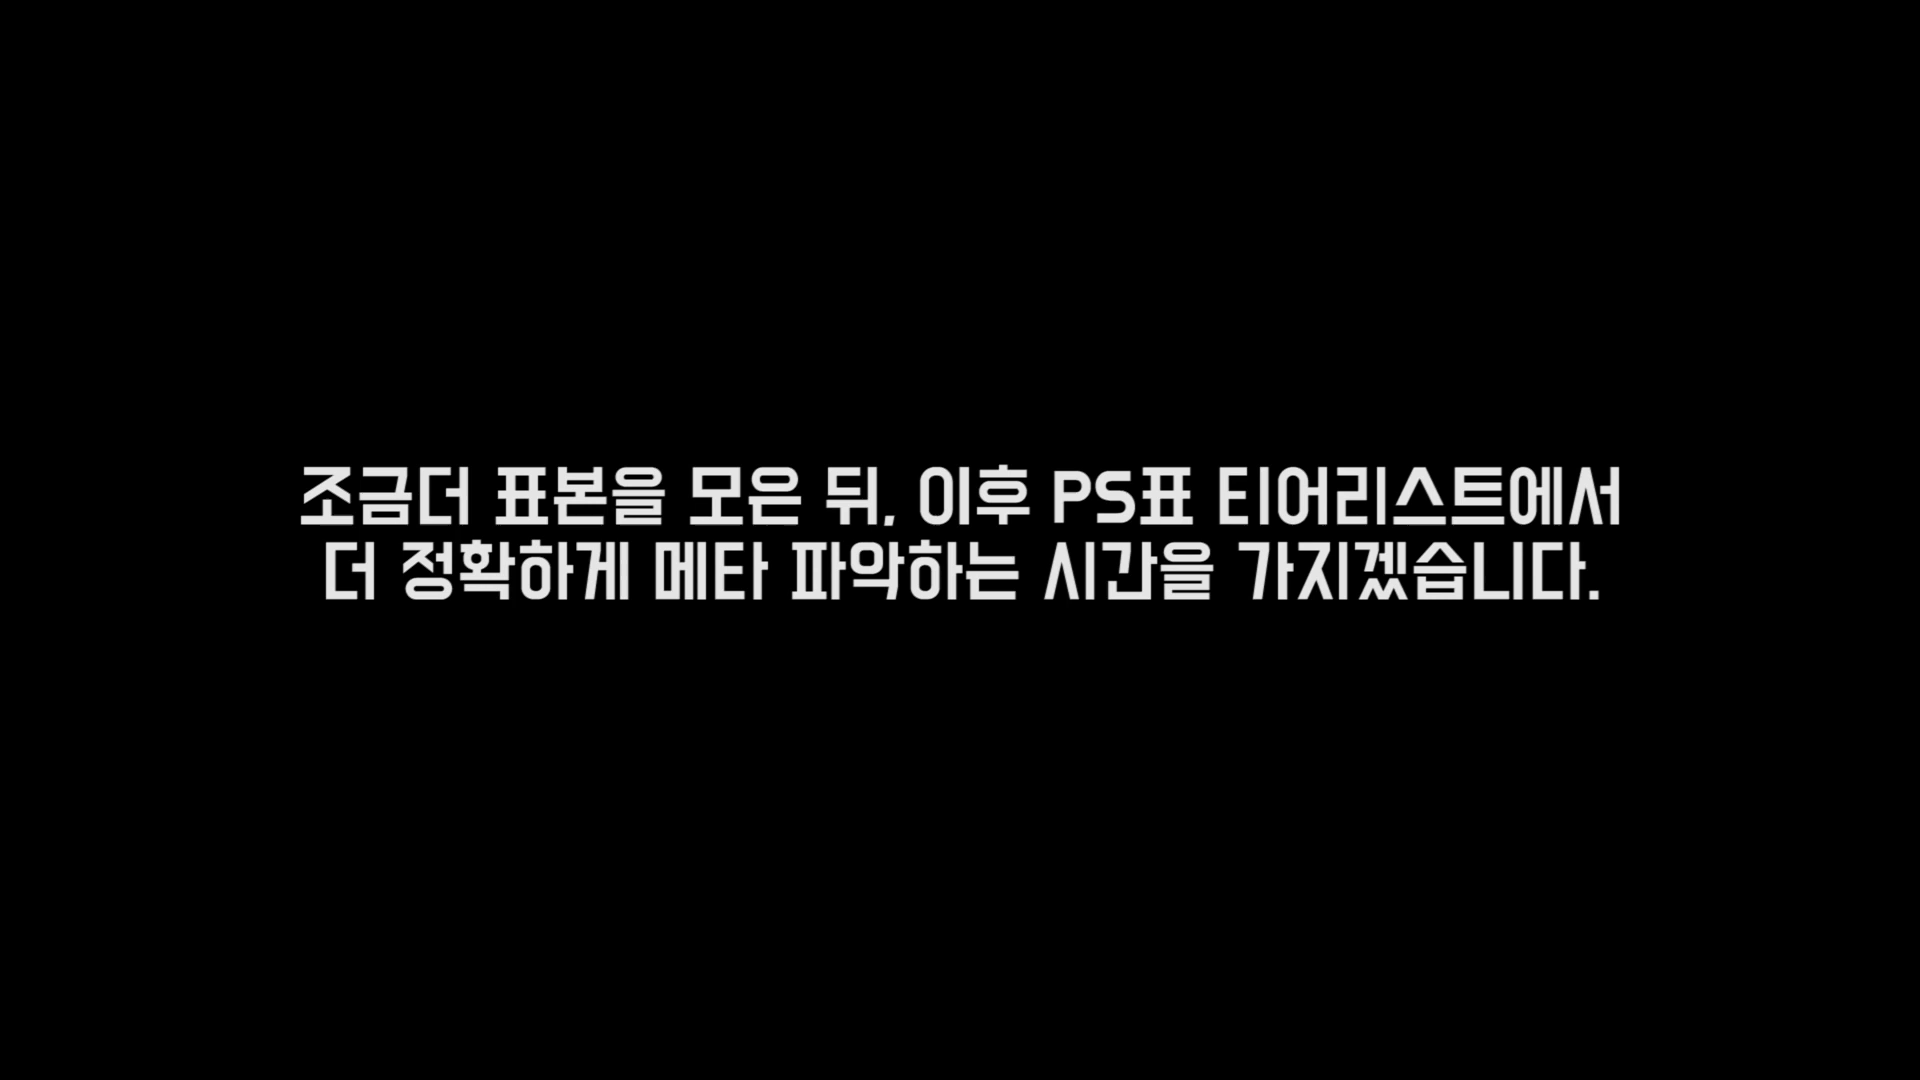 조금더 표본을 모은 뒤, 이후 PS표 티어리스트에서
더 정확하게 메타 파악하는 시간을 가지겠습니다.